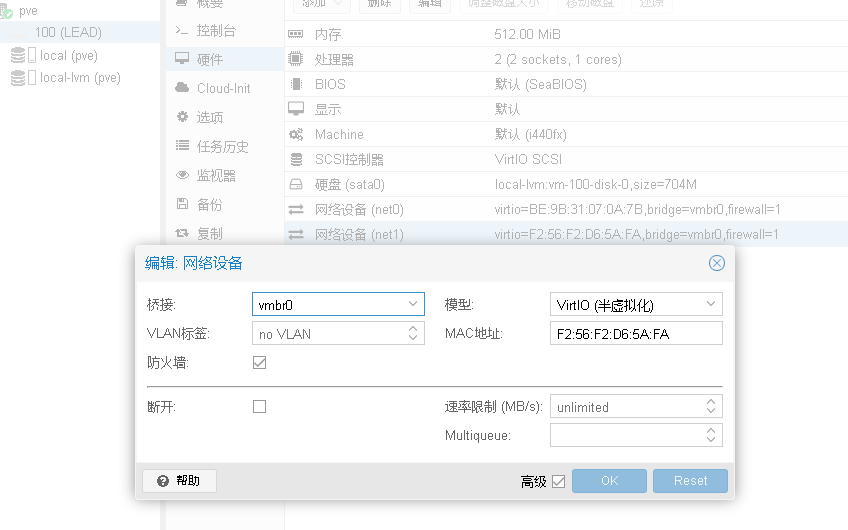 pve
100 (LEAD)
local (pve)
local-lvm (pve)
概要
控制台
硬件
Cloud-Init
选项
任务历史
监视器
备份
复制
添加 删除 编辑 调整磁盘大小 移动磁盘 还原
内存 512.00 MiB
处理器 2 (2 sockets, 1 cores)
BIOS 默认 (SeaBIOS)
显示 默认
Machine 默认 (i440fx)
SCSI控制器 VirtIO SCSI
硬盘 (sata0) local-lvm:vm-100-disk-0,size=704M
网络设备 (net0) virtio=BE:9B:31:07:0A:7B,bridge=vmbr0,firewall=1
网络设备 (net1) virtio=F2:56:F2:D6:5A:FA,bridge=vmbr0,firewall=1
编辑: 网络设备
桥接: vmbr0 模型: VirtIO (半虚拟化)
VLAN标签: no VLAN MAC地址: F2:56:F2:D6:5A:FA
防火墙:
断开: 速率限制 (MB/s): unlimited
Multiqueue:
帮助 高级 OK Reset